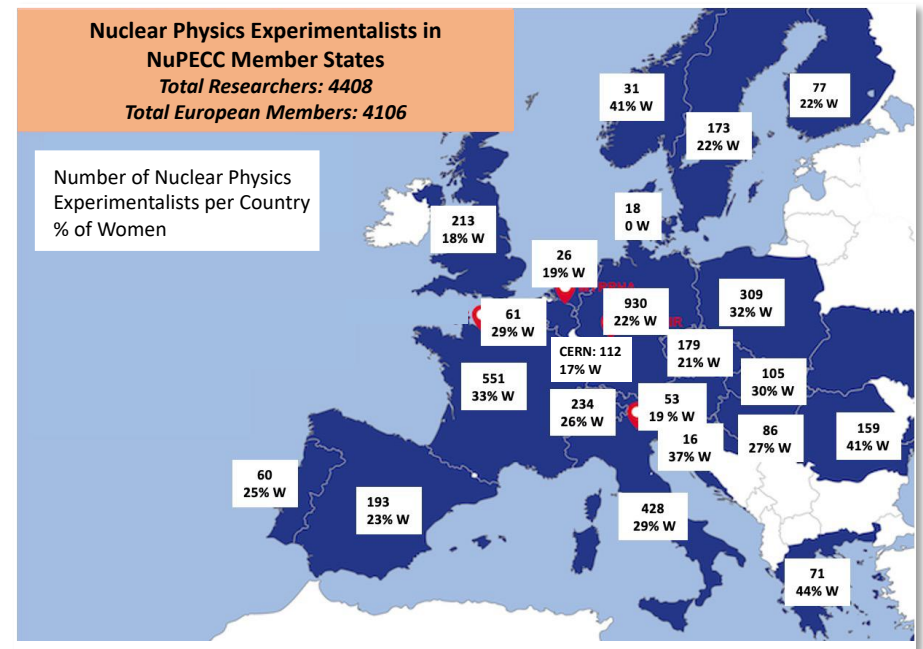 Nuclear Physics Experimentalists in
NuPECC Member States
Total Researchers: 4408
Total European Members: 4106
Number of Nuclear Physics
Experimentalists per Country
% of Women
31
41% W
77
22% W
173
22% W
213
18% W
18
0 W
26
19% W
930
22% W
309
32% W
61
29% W
CERN: 112
17% W
179
21% W
105
30% W
551
33% W
234
26% W
53
19 % W
16
37% W
86
27% W
159
41% W
60
25% W
193
23% W
428
29% W
71
44% W